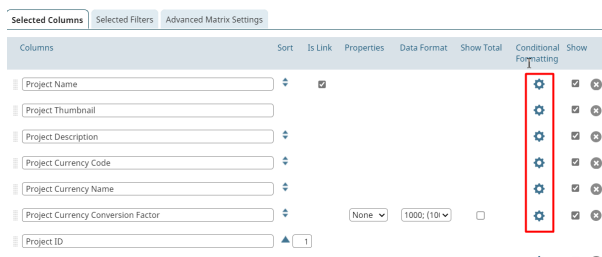 Selected Columns Selected Filters Advanced Matrix Settings
Columns Sort Is Link Properties Data Format Show Total Conditional Formatting Show
Project Name
Project Thumbnail
Project Description
Project Currency Code
Project Currency Name
Project Currency Conversion Factor None 1000; (10
Project ID 1